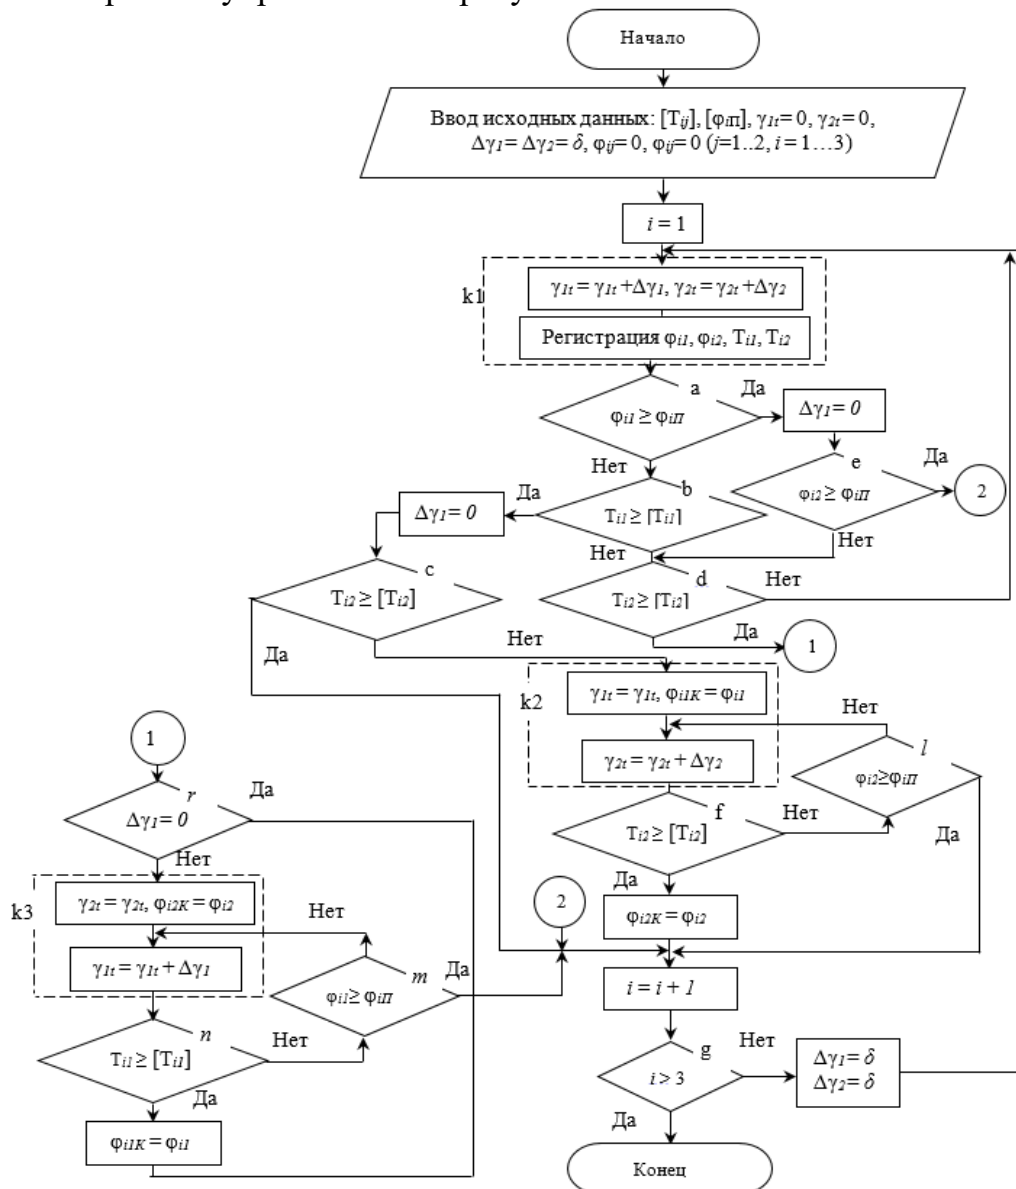 Начало
Ввод исходных данных: [Tij], [φiП], γ1t= 0, γ2t= 0,
Δγ1= Δγ2= δ, φij= 0, φij= 0 (j=1..2, i = 1…3)
i = 1
k1
γ1t= γ1t+Δγ1, γ2t= γ2t+Δγ2
Регистрация φi1, φi2, Ti1, Ti2
a
Да
φi1 ≥ φiП
Δγ1= 0
Нет
e
Да
φi2 ≥ φiП
2
Нет
b
Да
Ti1 ≥ [Ti1]
Δγ1= 0
Нет
c
Ti2 ≥ [Ti2]
d
Нет
Ti2 ≥ [Ti2]
Да
1
Нет
Да
k2
γ1t= γ1t, φi1К= φi1
Нет
γ2t= γ2t + Δγ2
l
φi2≥φiП
f
Ti2 ≥ [Ti2]
Нет
Да
Да
φi2К= φi2
1
r
Да
Δγ1= 0
Нет
k3
γ2t= γ2t, φi2К= φi2
Нет
2
γ1t= γ1t + Δγ1
m
Да
φi1≥ φiП
n
Ti1 ≥ [Ti1]
Нет
Да
φi1К= φi1
i = i + 1
g
Нет
i > 3
Δγ1= δ
Δγ2= δ
Да
Конец